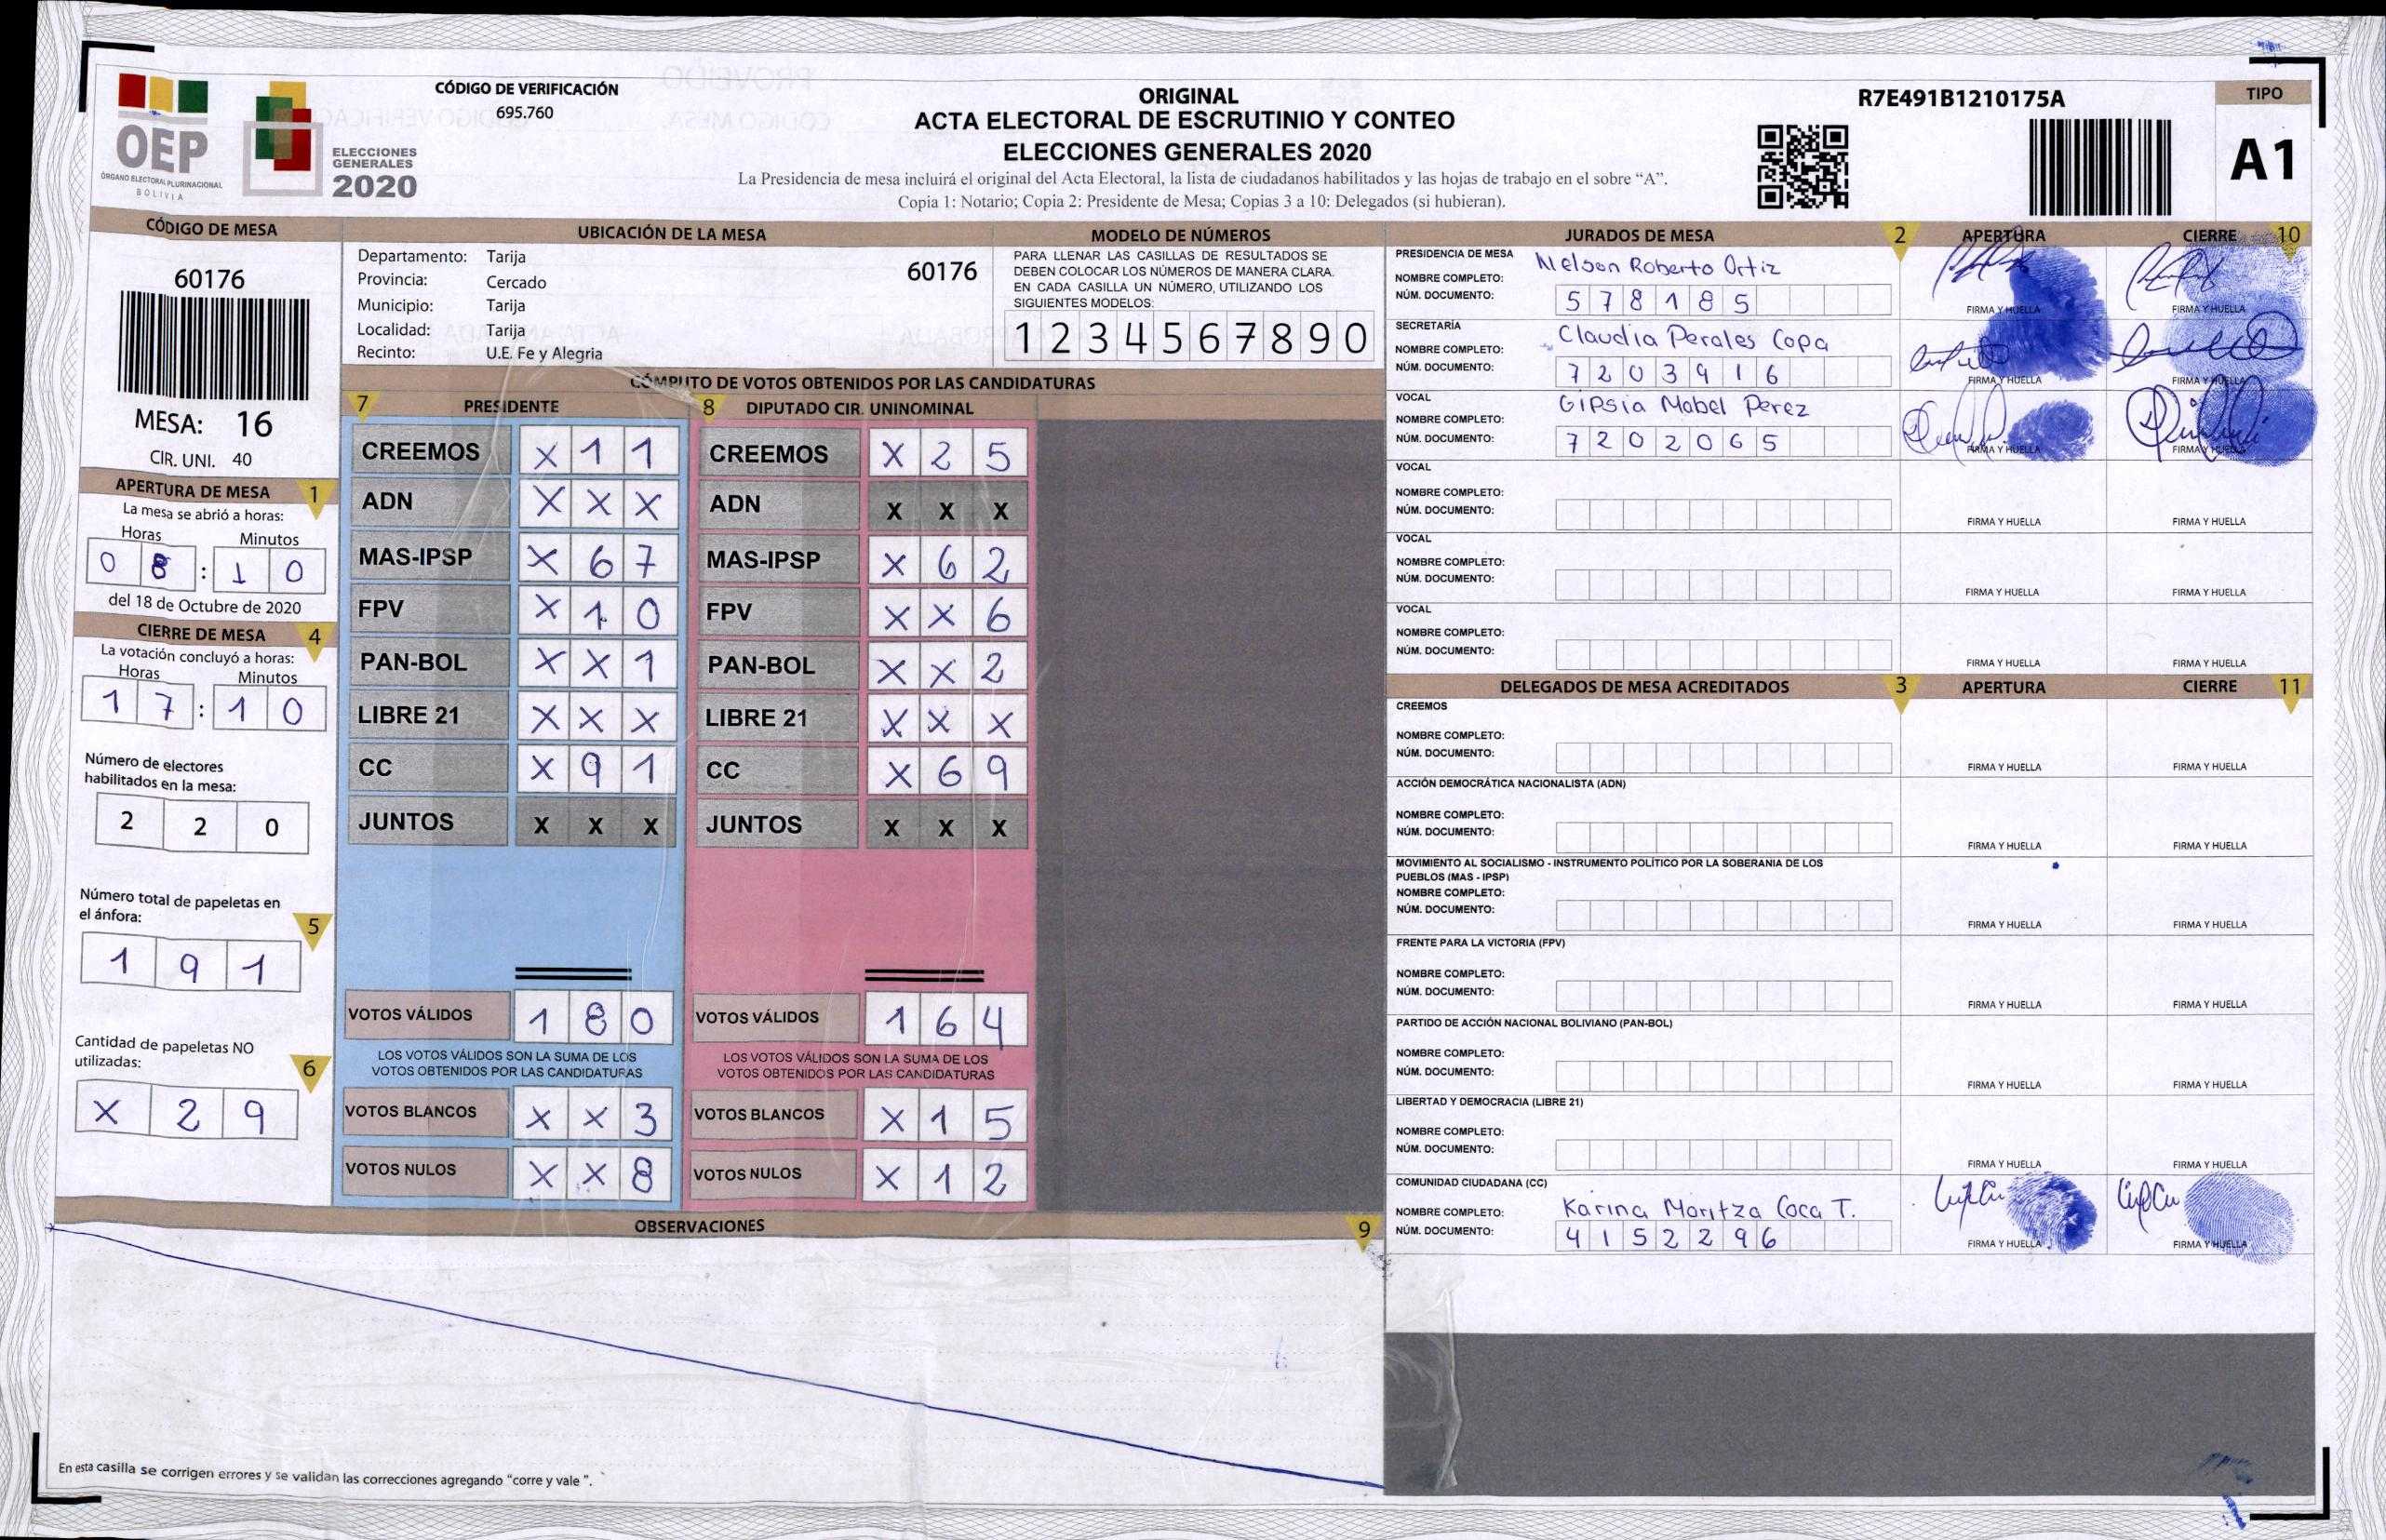 CÓDIGO DE VERIFICACIÓN
695.760
OEP
ÓRGANO ELECTORAL PLURINACIONAL
BOLIVIA
ELECCIONES
GENERALES
2020
ORIGINAL
ACTA ELECTORAL DE ESCRUTINIO Y CONTEO
ELECCIONES GENERALES 2020
La Presidencia de mesa incluirá el original del Acta Electoral, la lista de ciudadanos habilitados y las hojas de trabajo en el sobre “A”.
Copia 1: Notario; Copia 2: Presidente de Mesa; Copias 3 a 10: Delegados (si hubieran).
R7E491B1210175A
TIPO
A1
CÓDIGO DE MESA
60176
MESA: 16
CIR. UNI. 40
UBICACIÓN DE LA MESA
Departamento: Tarija
60176
Provincia: Cercado
Municipio: Tarija
Localidad: Tarija
Recinto: U.E. Fe y Alegria
MODELO DE NÚMEROS
PARA LLENAR LAS CASILLAS DE RESULTADOS SE
DEBEN COLOCAR LOS NÚMEROS DE MANERA CLARA.
EN CADA CASILLA UN NÚMERO, UTILIZANDO LOS
SIGUIENTES MODELOS:
1 2 3 4 5 6 7 8 9 0
APERTURA DE MESA 1
La mesa se abrió a horas:
Horas Minutos
0 8 : 1 0
del 18 de Octubre de 2020
CIERRE DE MESA 4
La votación concluyó a horas:
Horas Minutos
1 7 : 1 0
Número de electores
habilitados en la mesa:
2 2 0
Número total de papeletas en
el ánfora: 5
1 9 1
Cantidad de papeletas NO
utilizadas: 6
X 2 9
CÓMPUTO DE VOTOS OBTENIDOS POR LAS CANDIDATURAS
7 PRESIDENTE
CREEMOS X 1 1
ADN X X X
MAS-IPSP X 6 7
FPV X 1 0
PAN-BOL X X 1
LIBRE 21 X X X
CC X 9 1
JUNTOS X X X
VOTOS VÁLIDOS 1 8 0
LOS VOTOS VÁLIDOS SON LA SUMA DE LOS
VOTOS OBTENIDOS POR LAS CANDIDATURAS
VOTOS BLANCOS X X 3
VOTOS NULOS X X 8
8 DIPUTADO CIR. UNINOMINAL
CREEMOS X 2 5
ADN X X X
MAS-IPSP X 6 2
FPV X X 6
PAN-BOL X X 2
LIBRE 21 X X X
CC X 6 9
JUNTOS X X X
VOTOS VÁLIDOS 1 6 4
LOS VOTOS VÁLIDOS SON LA SUMA DE LOS
VOTOS OBTENIDOS POR LAS CANDIDATURAS
VOTOS BLANCOS X 1 5
VOTOS NULOS X 1 2
OBSERVACIONES 9
En esta casilla se corrigen errores y se validan las correcciones agregando “corre y vale ”.
JURADOS DE MESA 2 APERTURA CIERRE 10
PRESIDENCIA DE MESA
NOMBRE COMPLETO: Nelson Roberto Ortiz
NÚM. DOCUMENTO: 5 7 8 1 8 5
FIRMA Y HUELLA FIRMA Y HUELLA
SECRETARÍA
NOMBRE COMPLETO: Claudia Perales Copa
NÚM. DOCUMENTO: 7 2 0 3 9 1 6
FIRMA Y HUELLA FIRMA Y HUELLA
VOCAL
NOMBRE COMPLETO: Gipsia Mabel Perez
NÚM. DOCUMENTO: 7 2 0 2 0 6 5
FIRMA Y HUELLA FIRMA Y HUELLA
VOCAL
NOMBRE COMPLETO:
NÚM. DOCUMENTO:
FIRMA Y HUELLA FIRMA Y HUELLA
VOCAL
NOMBRE COMPLETO:
NÚM. DOCUMENTO:
FIRMA Y HUELLA FIRMA Y HUELLA
VOCAL
NOMBRE COMPLETO:
NÚM. DOCUMENTO:
FIRMA Y HUELLA FIRMA Y HUELLA
DELEGADOS DE MESA ACREDITADOS 3 APERTURA CIERRE 11
CREEMOS
NOMBRE COMPLETO:
NÚM. DOCUMENTO:
FIRMA Y HUELLA FIRMA Y HUELLA
ACCIÓN DEMOCRÁTICA NACIONALISTA (ADN)
NOMBRE COMPLETO:
NÚM. DOCUMENTO:
FIRMA Y HUELLA FIRMA Y HUELLA
MOVIMIENTO AL SOCIALISMO - INSTRUMENTO POLÍTICO POR LA SOBERANIA DE LOS
PUEBLOS (MAS - IPSP)
NOMBRE COMPLETO:
NÚM. DOCUMENTO:
FIRMA Y HUELLA FIRMA Y HUELLA
FRENTE PARA LA VICTORIA (FPV)
NOMBRE COMPLETO:
NÚM. DOCUMENTO:
FIRMA Y HUELLA FIRMA Y HUELLA
PARTIDO DE ACCIÓN NACIONAL BOLIVIANO (PAN-BOL)
NOMBRE COMPLETO:
NÚM. DOCUMENTO:
FIRMA Y HUELLA FIRMA Y HUELLA
LIBERTAD Y DEMOCRACIA (LIBRE 21)
NOMBRE COMPLETO:
NÚM. DOCUMENTO:
FIRMA Y HUELLA FIRMA Y HUELLA
COMUNIDAD CIUDADANA (CC)
NOMBRE COMPLETO: Karina Maritza Coca T.
NÚM. DOCUMENTO: 4 1 5 2 2 9 6
FIRMA Y HUELLA FIRMA Y HUELLA